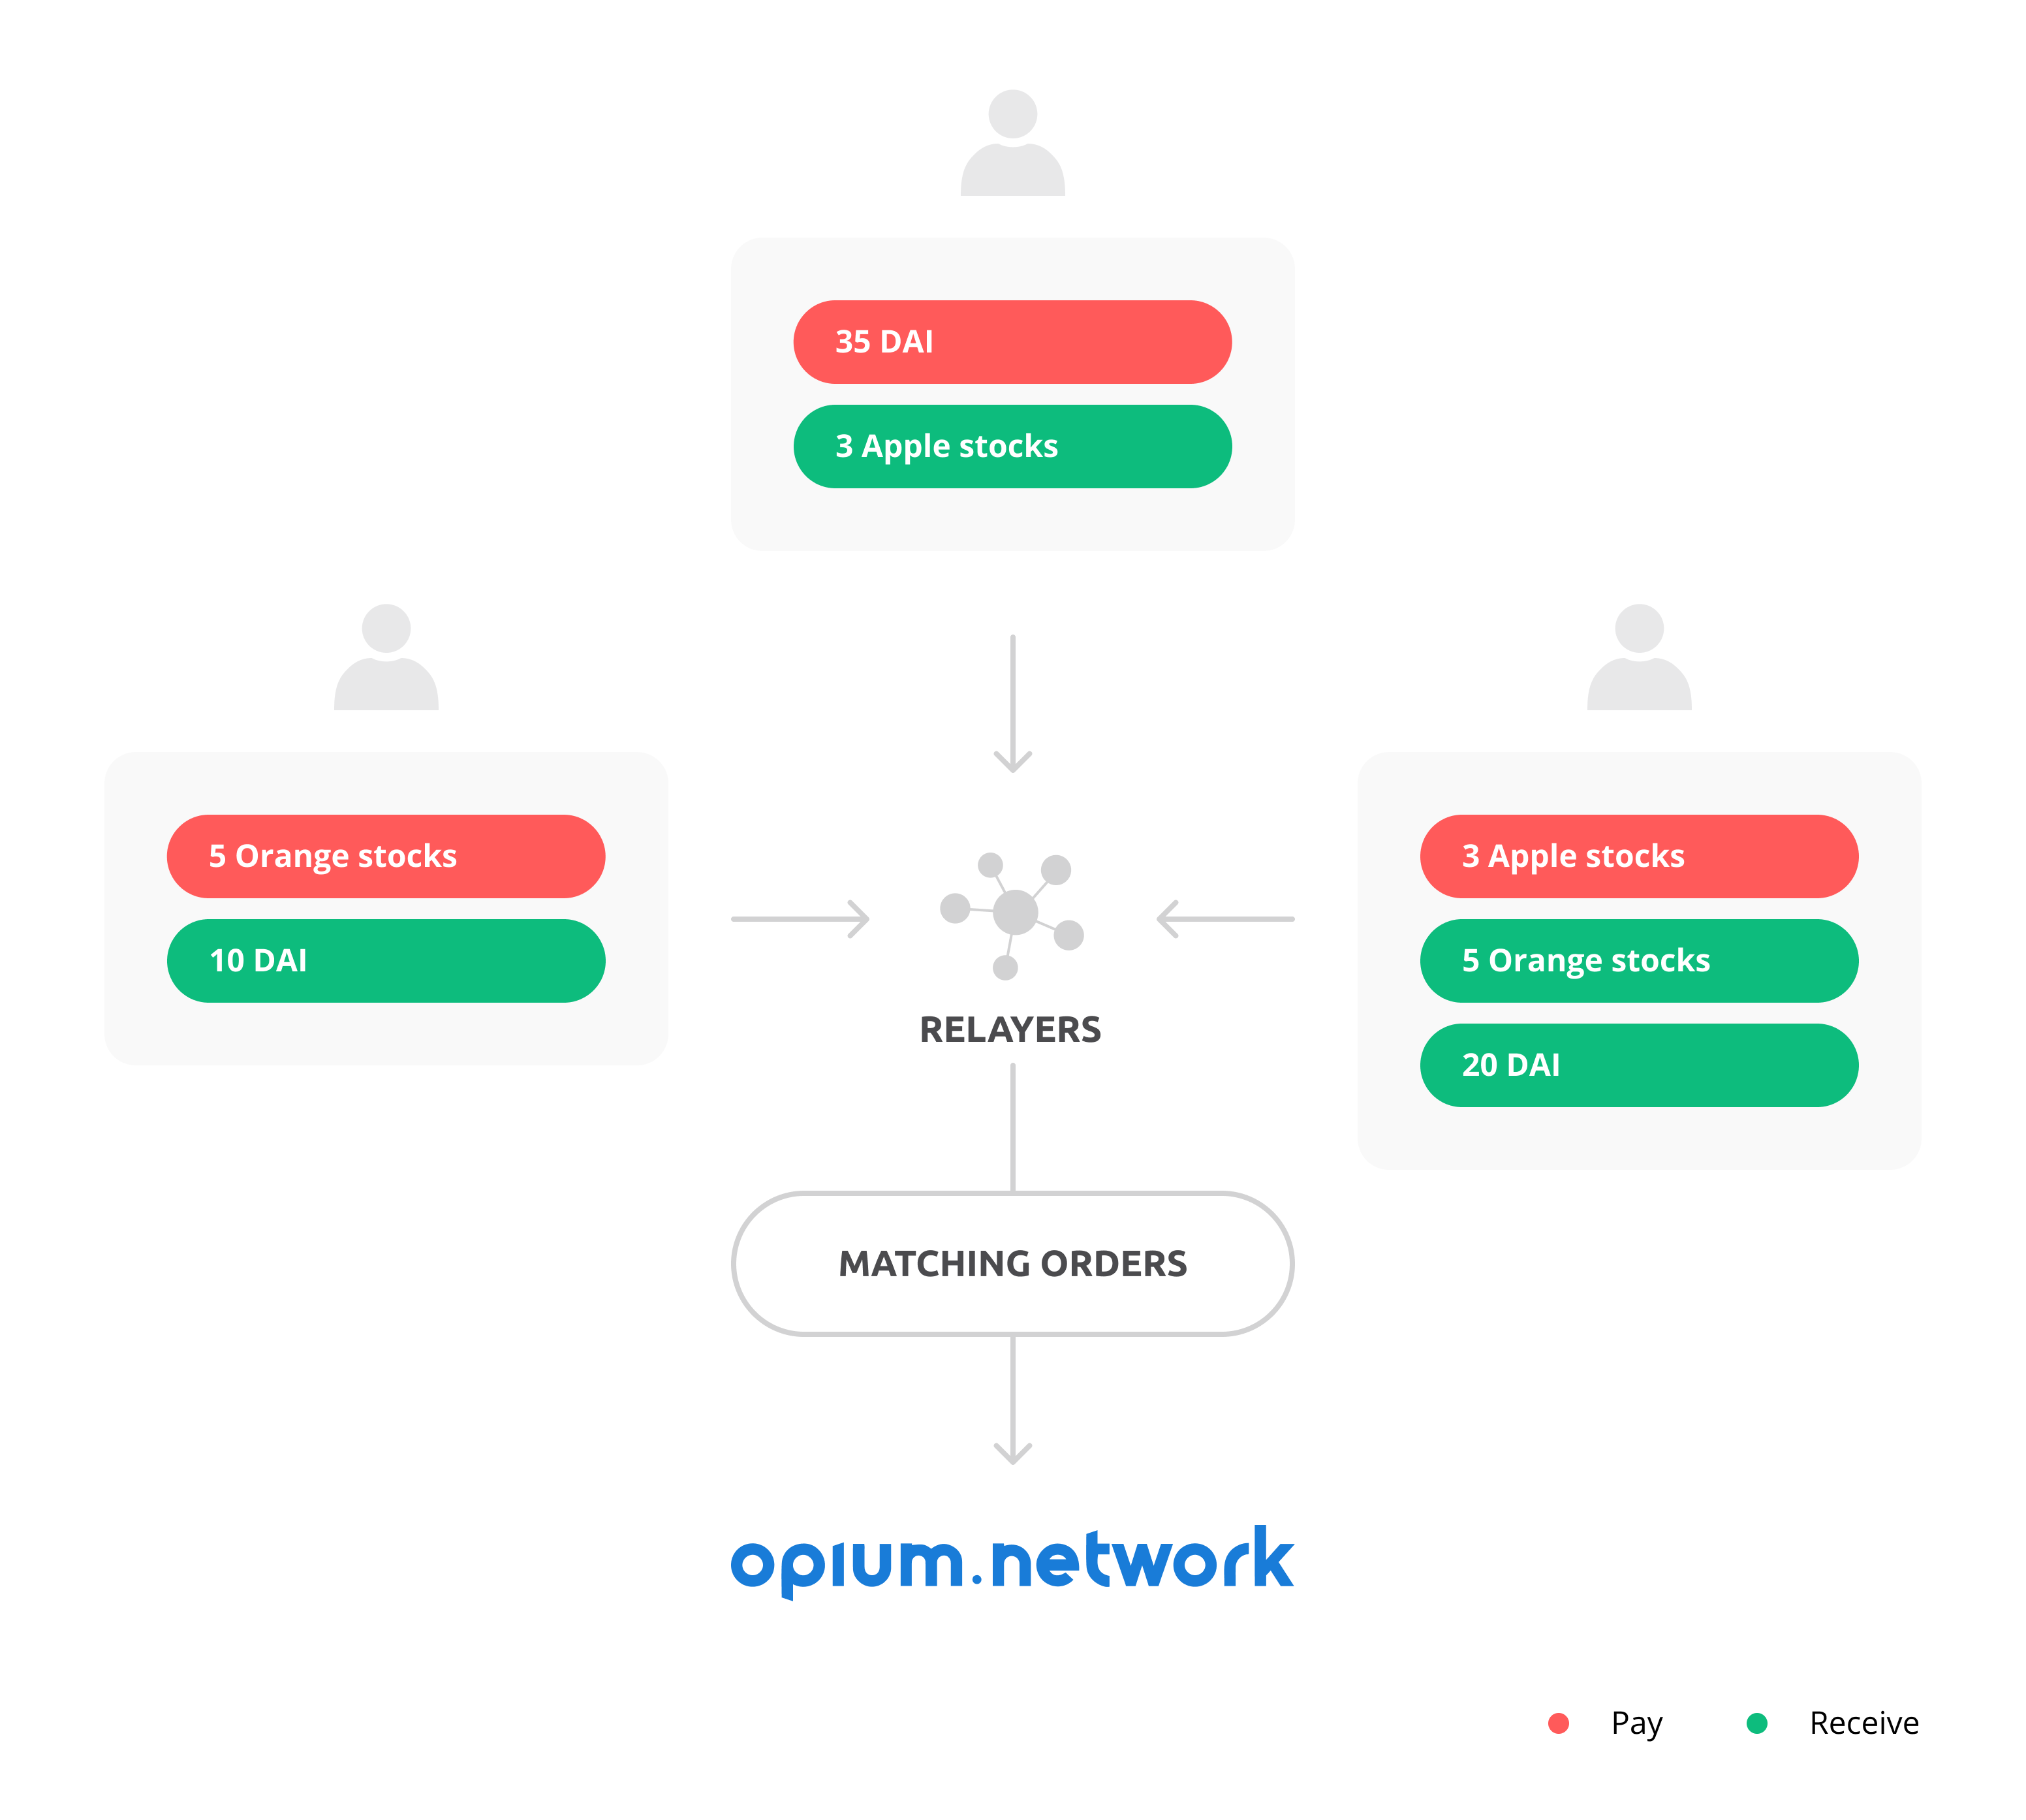 35 DAI
3 Apple stocks
5 Orange stocks
10 DAI
3 Apple stocks
5 Orange stocks
20 DAI
RELAYERS
MATCHING ORDERS
opium.network
Pay
Receive